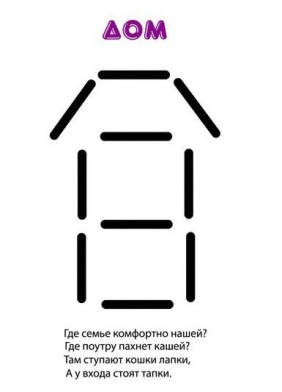 ДОМ
Где семье комфортно нашей?
Где поутру пахнет кашей?
Там ступают кошки лапки,
А у входа стоят тапки.